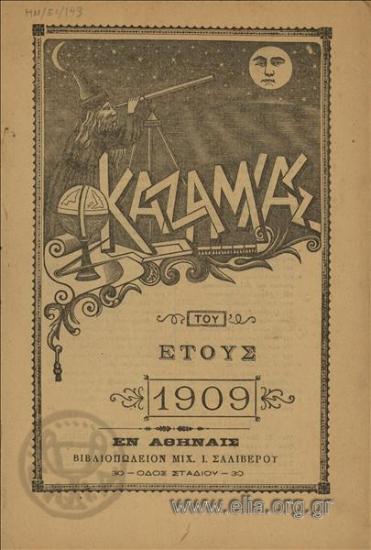 ΜΝ/51/143
ΚΑΖΑΜΙΑΣ
ΤΟΥ
ΕΤΟΥΣ
1909
ΕΝ ΑΘΗΝΑΙΣ
ΒΙΒΛΙΟΠΩΛΕΙΟΝ ΜΙΧ. Ι. ΣΑΛΙΒΕΡΟΥ
30 — ΟΔΟΣ ΣΤΑΔΙΟΥ — 30
www.elia.org.gr